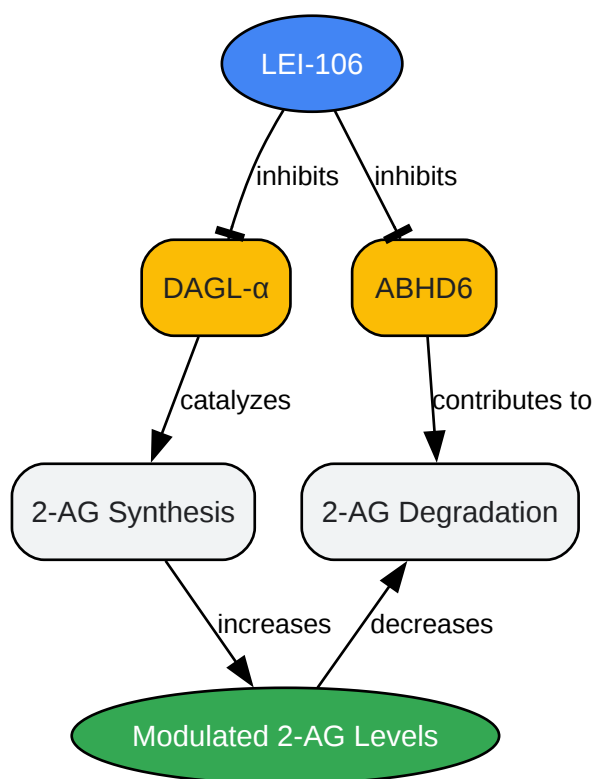 LEI-106
inhibits
inhibits
DAGL-α
ABHD6
catalyzes
contributes to
2-AG Synthesis
2-AG Degradation
increases
decreases
Modulated 2-AG Levels